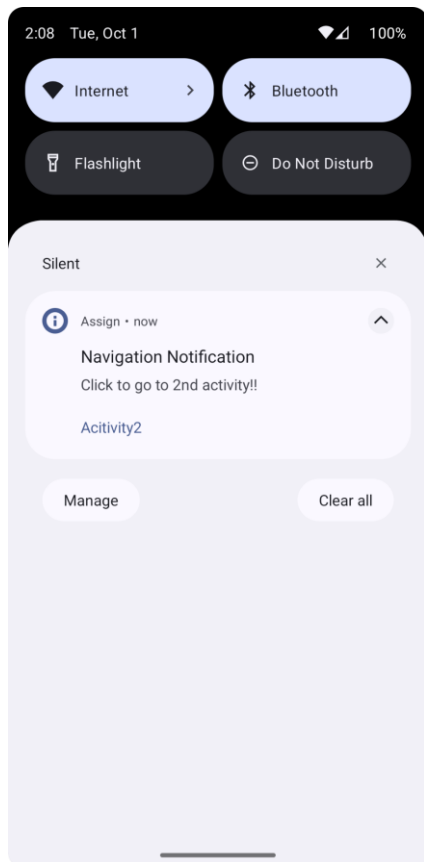 2:08 Tue, Oct 1 100%
Internet
Bluetooth
Flashlight
Do Not Disturb
Silent
Assign • now
Navigation Notification
Click to go to 2nd activity!!
Acitivity2
Manage
Clear all